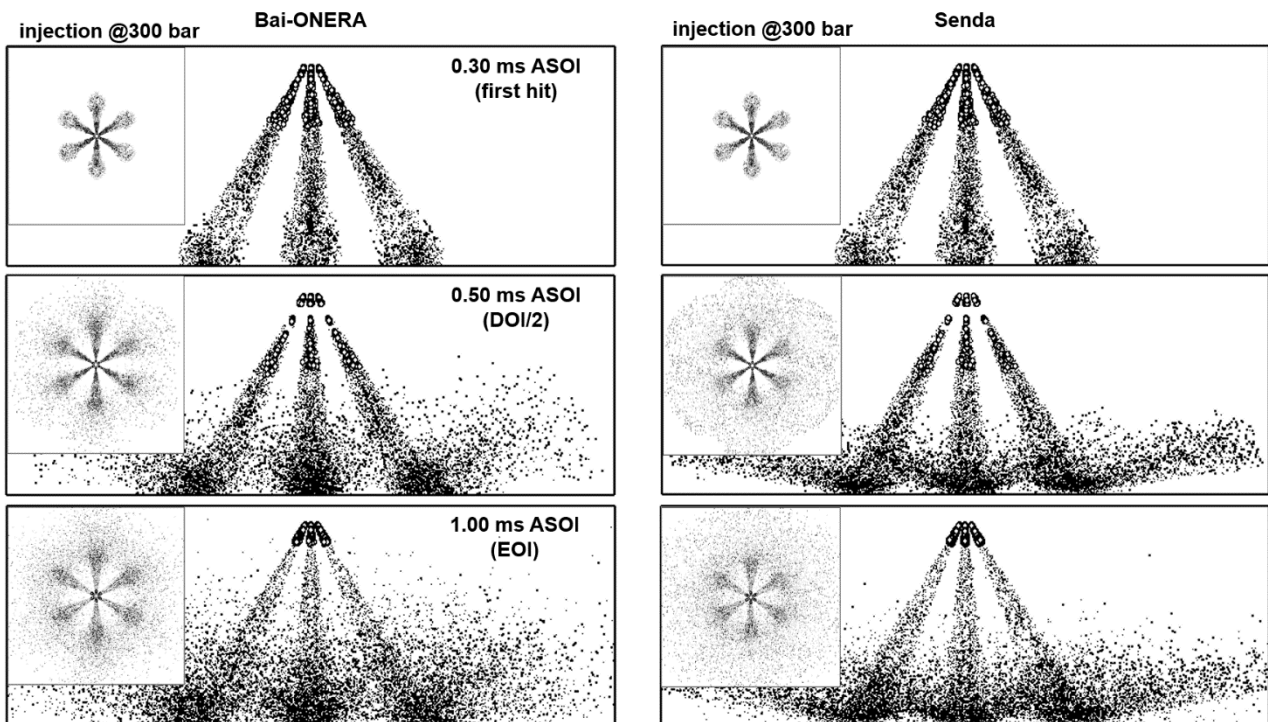 Bai-ONERA
Senda
injection @300 bar
injection @300 bar
0.30 ms ASOI
(first hit)
0.50 ms ASOI
(DOI/2)
1.00 ms ASOI
(EOI)